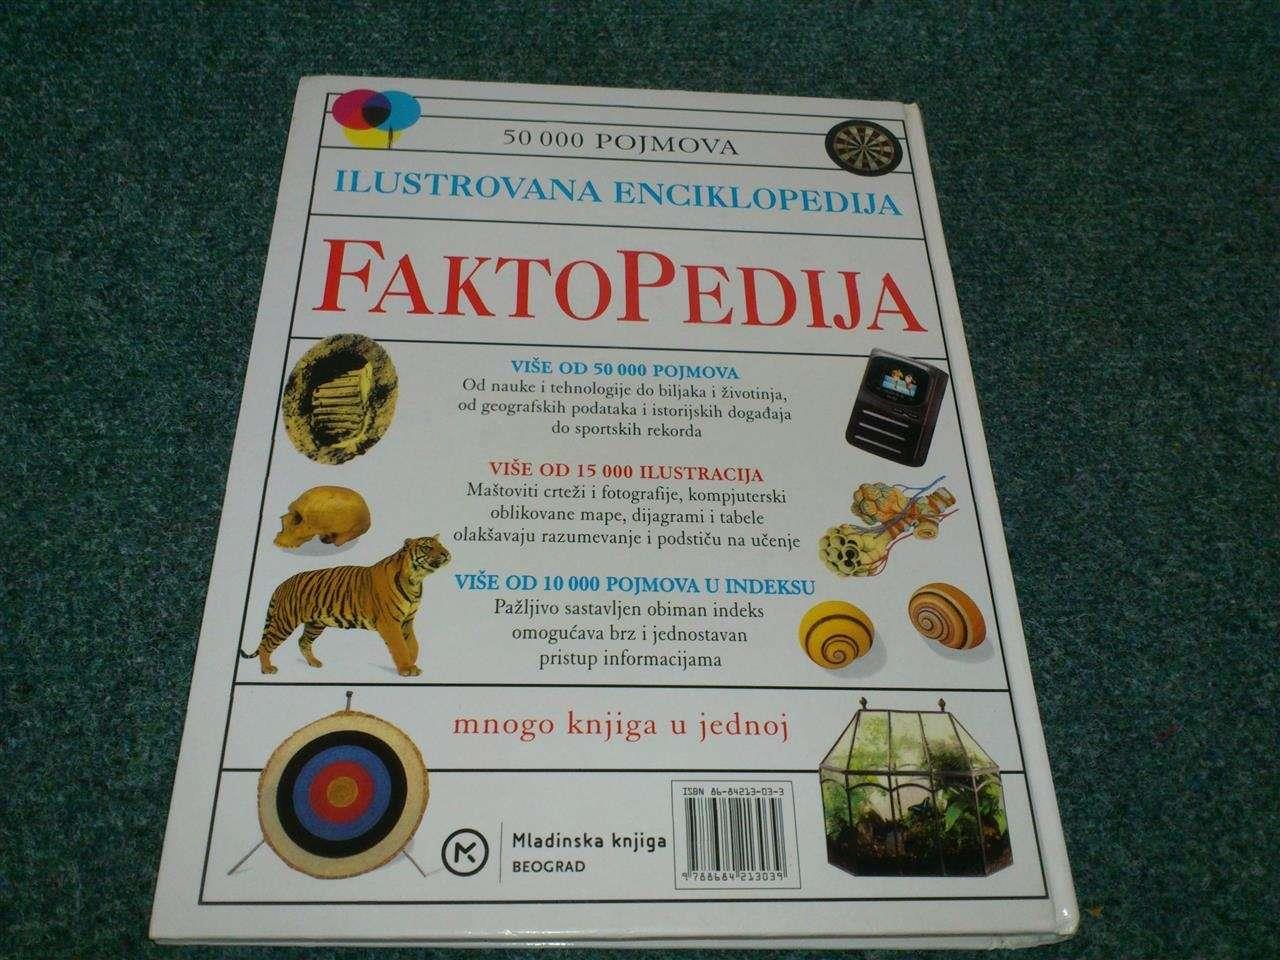 50 000 POJMOVA
ILUSTROVANA ENCIKLOPEDIJA
FAKTOPEDIJA
VIŠE OD 50 000 POJMOVA
Od nauke i tehnologije do biljaka i životinja,
od geografskih podataka i istorijskih događaja
do sportskih rekorda
VIŠE OD 15 000 ILUSTRACIJA
Maštoviti crteži i fotografije, kompjuterski
oblikovane mape, dijagrami i tabele
olakšavaju razumevanje i podstiču na učenje
VIŠE OD 10 000 POJMOVA U INDEKSU
Pažljivo sastavljen obiman indeks
omogućava brz i jednostavan
pristup informacijama
mnogo knjiga u jednoj
ISBN 86-84213-03-3
Mladinska knjiga
BEOGRAD
9 788684 213039